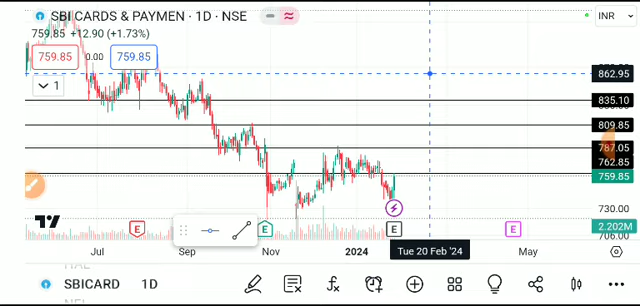 SBI CARDS & PAYMEN · 1D · NSE
INR
759.85 +12.90 (+1.73%)
759.85 0.00 759.85
1
862.95
835.10
809.85
787.05
762.85
759.85
730.00
2.202M
706.00
E E E E
Jul Sep Nov 2024 Tue 20 Feb '24 May
SBICARD 1D